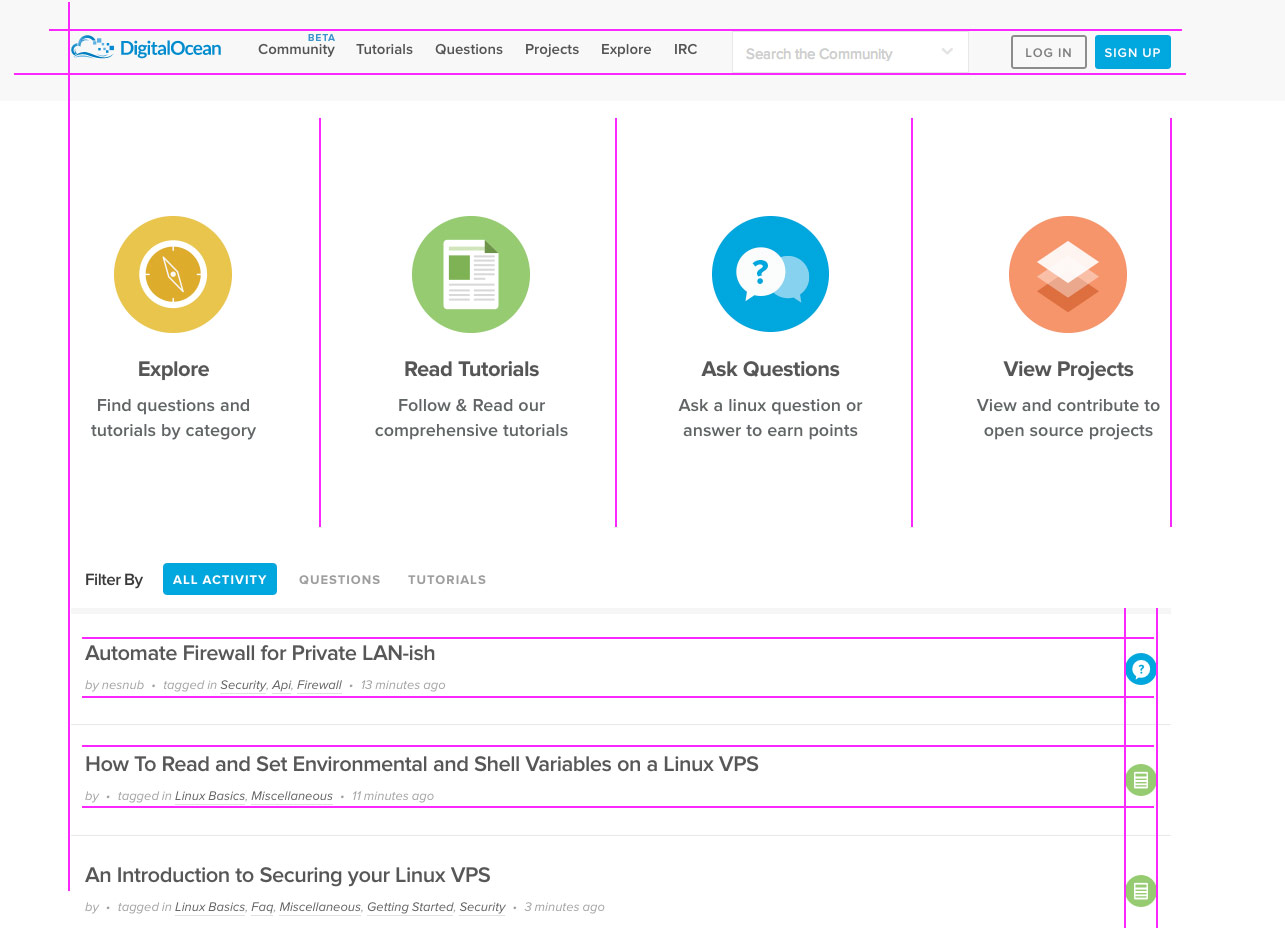 BETA
DigitalOcean Community Tutorials Questions Projects Explore IRC Search the Community LOG IN SIGN UP
?
Explore Read Tutorials Ask Questions View Projects
Find questions and Follow & Read our Ask a linux question or View and contribute to
tutorials by category comprehensive tutorials answer to earn points open source projects
Filter By ALL ACTIVITY QUESTIONS TUTORIALS
Automate Firewall for Private LAN-ish
?
by nesnub • tagged in Security, Api, Firewall • 13 minutes ago
How To Read and Set Environmental and Shell Variables on a Linux VPS
by • tagged in Linux Basics, Miscellaneous • 11 minutes ago
An Introduction to Securing your Linux VPS
by • tagged in Linux Basics, Faq, Miscellaneous, Getting Started, Security • 3 minutes ago